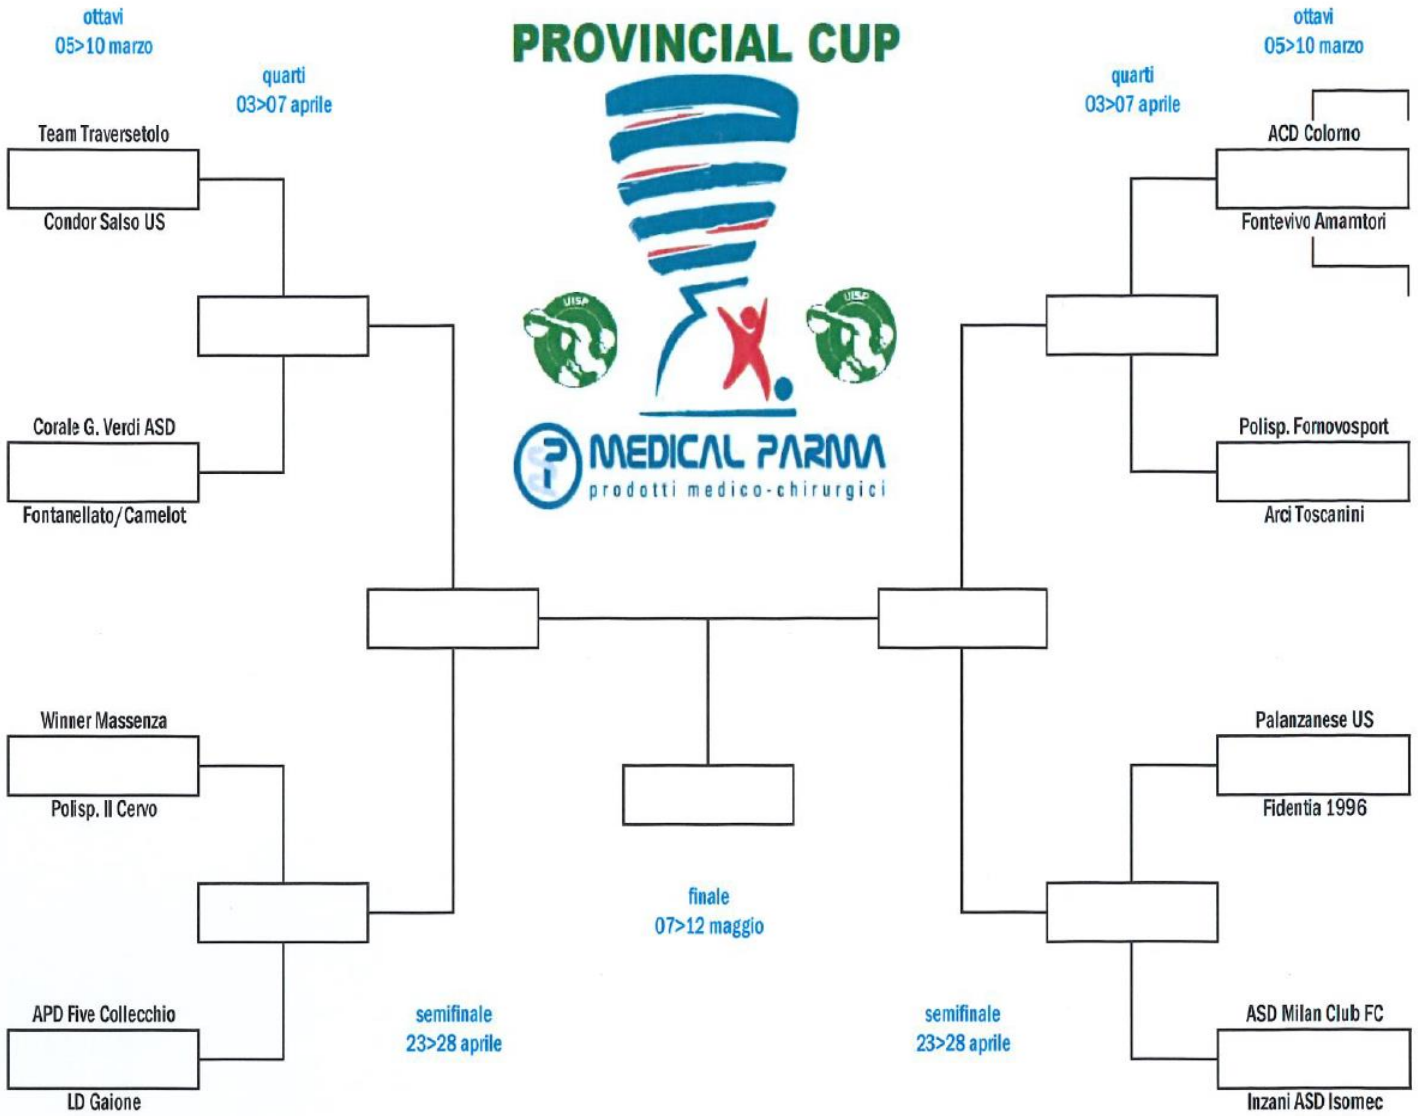 ottavi
05>10 marzo
quarti
03>07 aprile
PROVINCIAL CUP
ottavi
05>10 marzo
quarti
03>07 aprile
Team Traversetolo
Condor Salso US
Corale G. Verdi ASD
Fontanellato/Camelot
Winner Massenza
Polisp. Il Cervo
APD Five Collecchio
LD Gaione
UISP
UISP
MEDICAL PARMA
prodotti medico-chirurgici
finale
07>12 maggio
semifinale
23>28 aprile
semifinale
23>28 aprile
ACD Colorno
Fontevivo Amamtori
Polisp. Fornovosport
Arci Toscanini
Palanzanese US
Fidentia 1996
ASD Milan Club FC
Inzani ASD Isomec